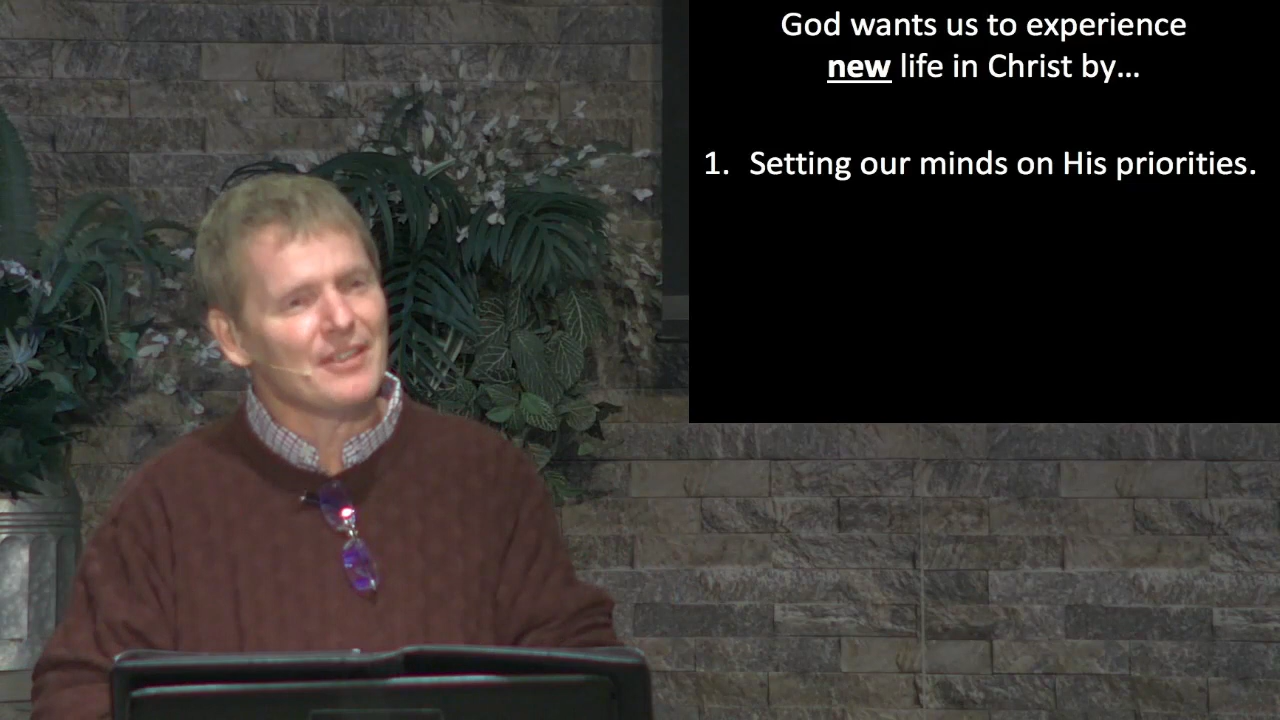 God wants us to experience
new life in Christ by...
1. Setting our minds on His priorities.